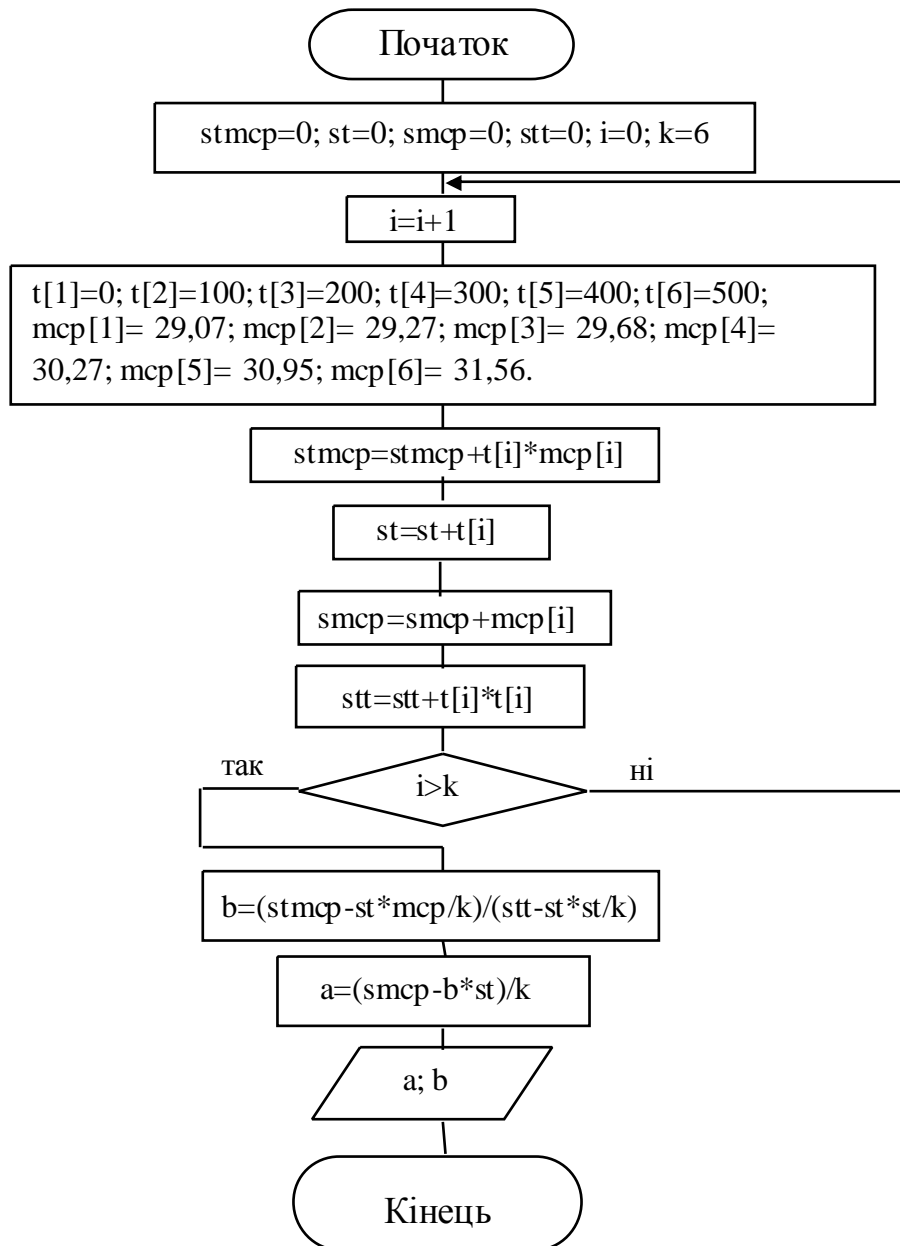 Початок
stmcp=0; st=0; smcp=0; stt=0; i=0; k=6
i=i+1
t[1]=0; t[2]=100; t[3]=200; t[4]=300; t[5]=400; t[6]=500;
mcp[1]= 29,07; mcp[2]= 29,27; mcp[3]= 29,68; mcp[4]=
30,27; mcp[5]= 30,95; mcp[6]= 31,56.
stmcp=stmcp+t[i]*mcp[i]
st=st+t[i]
smcp=smcp+mcp[i]
stt=stt+t[i]*t[i]
так
i>k
ні
b=(stmcp-st*mcp/k)/(stt-st*st/k)
a=(smcp-b*st)/k
a; b
Кінець